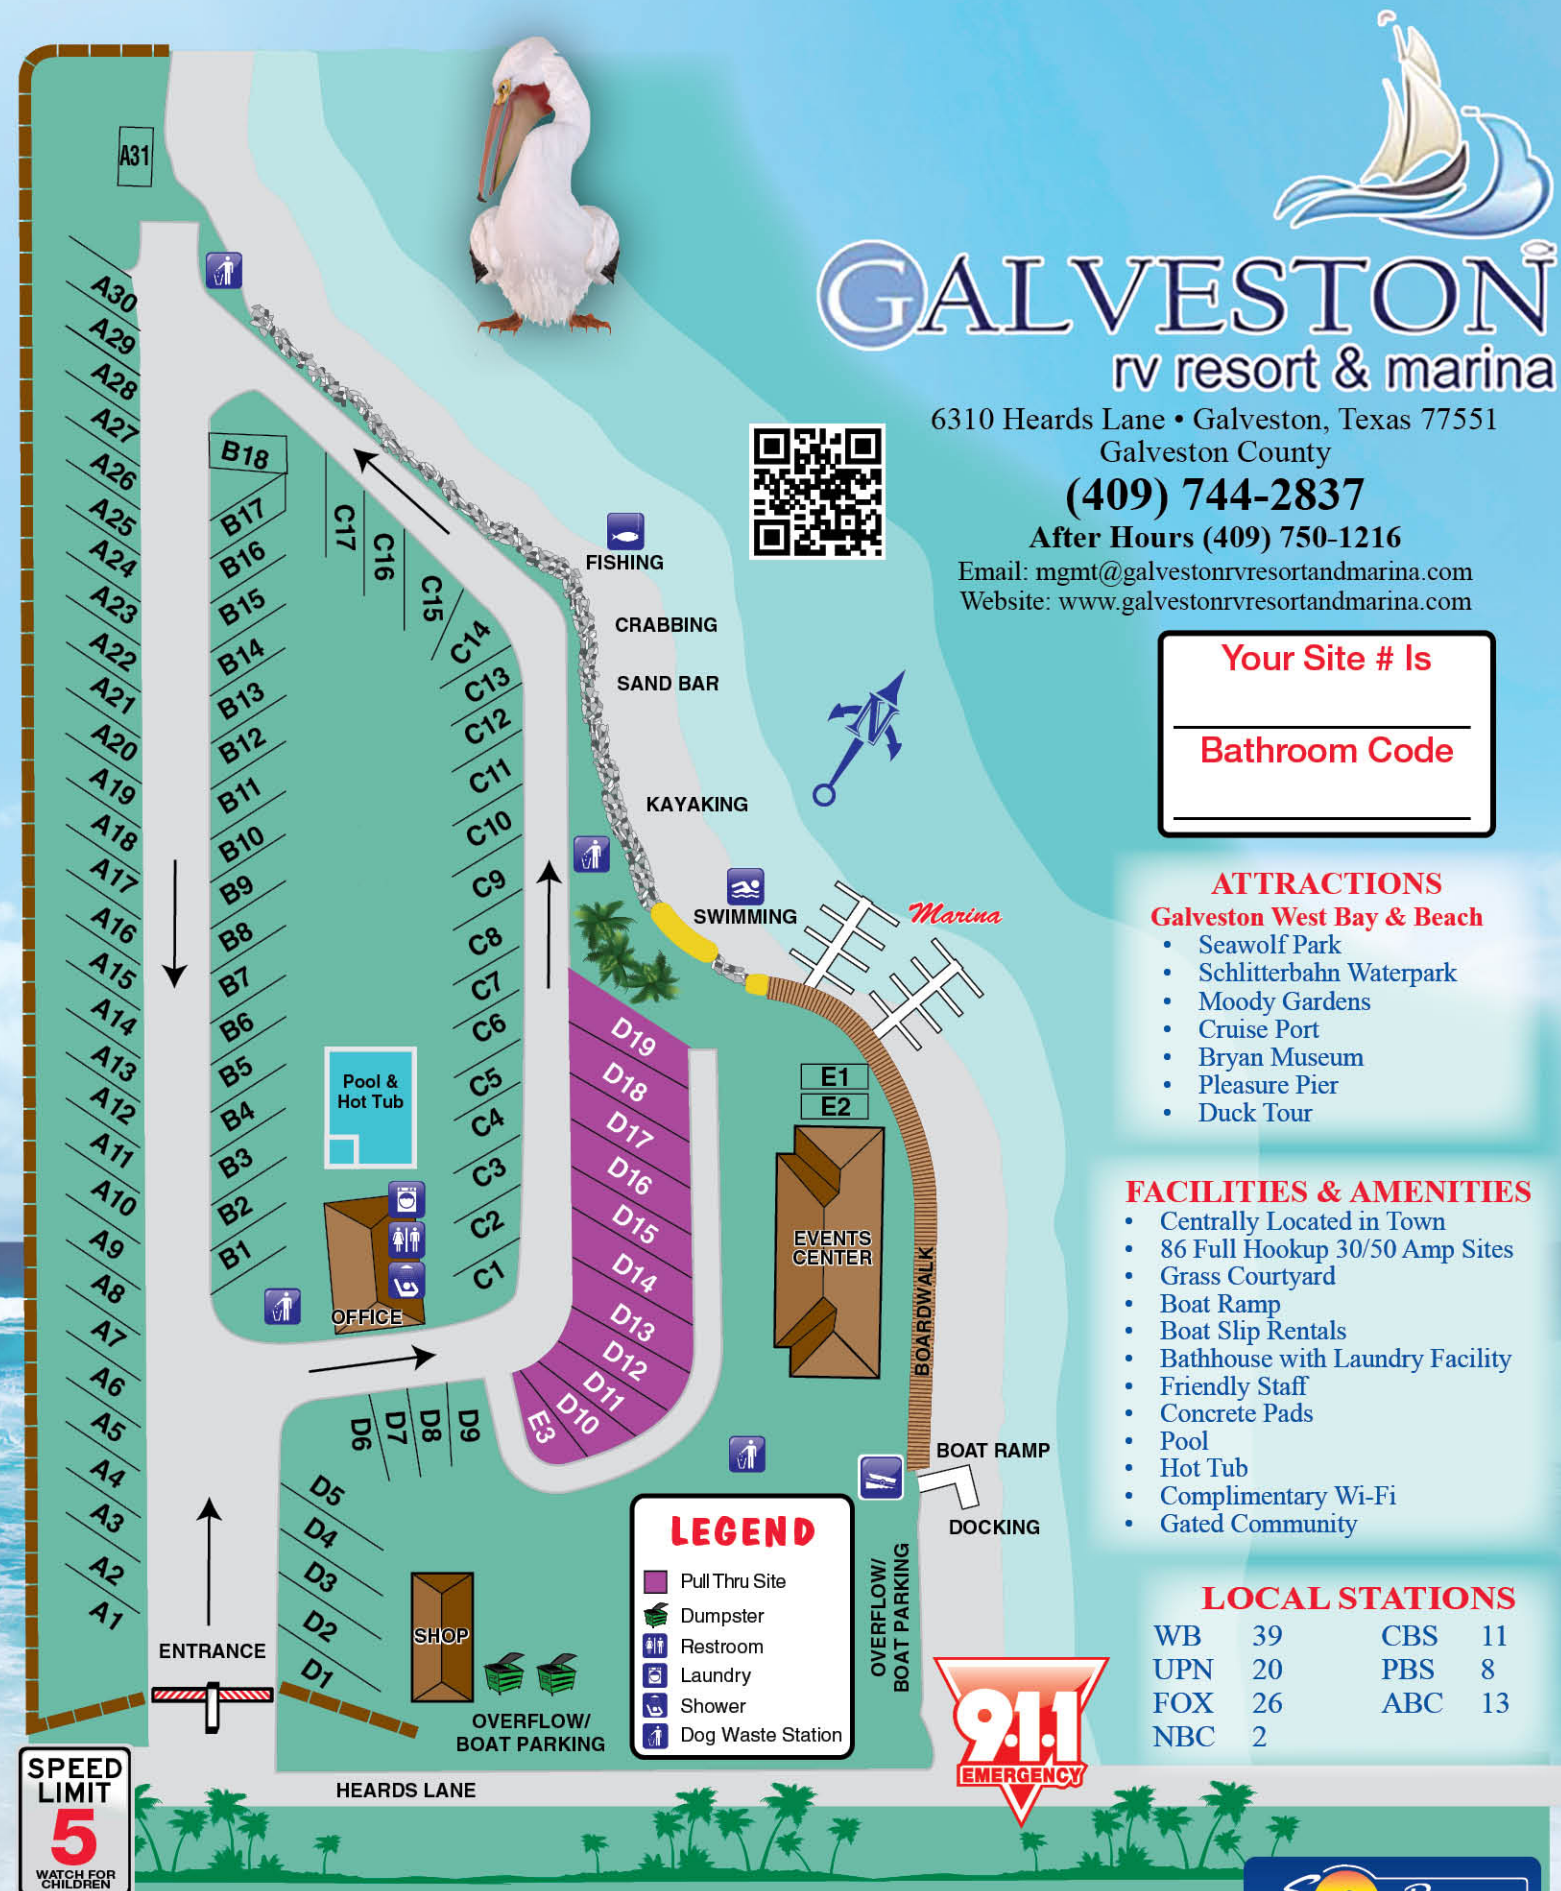 GALVESTON
rv resort & marina
6310 Heards Lane • Galveston, Texas 77551
Galveston County
(409) 744-2837
After Hours (409) 750-1216
Email: mgmt@galvestonrvresortandmarina.com
Website: www.galvestonrvresortandmarina.com
Your Site # Is
Bathroom Code
ATTRACTIONS
Galveston West Bay & Beach
• Seawolf Park
• Schlitterbahn Waterpark
• Moody Gardens
• Cruise Port
• Bryan Museum
• Pleasure Pier
• Duck Tour
FACILITIES & AMENITIES
• Centrally Located in Town
• 86 Full Hookup 30/50 Amp Sites
• Grass Courtyard
• Boat Ramp
• Boat Slip Rentals
• Bathhouse with Laundry Facility
• Friendly Staff
• Concrete Pads
• Pool
• Hot Tub
• Complimentary Wi-Fi
• Gated Community
LOCAL STATIONS
WB 39 CBS 11
UPN 20 PBS 8
FOX 26 ABC 13
NBC 2
A31
A30
A29
A28
A27
A26
A25
A24
A23
A22
A21
A20
A19
A18
A17
A16
A15
A14
A13
A12
A11
A10
A9
A8
A7
A6
A5
A4
A3
A2
A1
B18
B17
B16
B15
B14
B13
B12
B11
B10
B9
B8
B7
B6
B5
B4
B3
B2
B1
C17
C16
C15
C14
C13
C12
C11
C10
C9
C8
C7
C6
C5
C4
C3
C2
C1
Pool &
Hot Tub
OFFICE
D19
D18
D17
D16
D15
D14
D13
D12
D11
D10
E3
D9
D8
D7
D6
D5
D4
D3
D2
D1
FISHING
CRABBING
SAND BAR
KAYAKING
SWIMMING
N
Marina
E1
E2
EVENTS
CENTER
BOARDWALK
BOAT RAMP
DOCKING
OVERFLOW/
BOAT PARKING
LEGEND
Pull Thru Site
Dumpster
Restroom
Laundry
Shower
Dog Waste Station
SHOP
OVERFLOW/
BOAT PARKING
ENTRANCE
HEARDS LANE
SPEED
LIMIT
5
WATCH FOR
CHILDREN
9.1.1
EMERGENCY